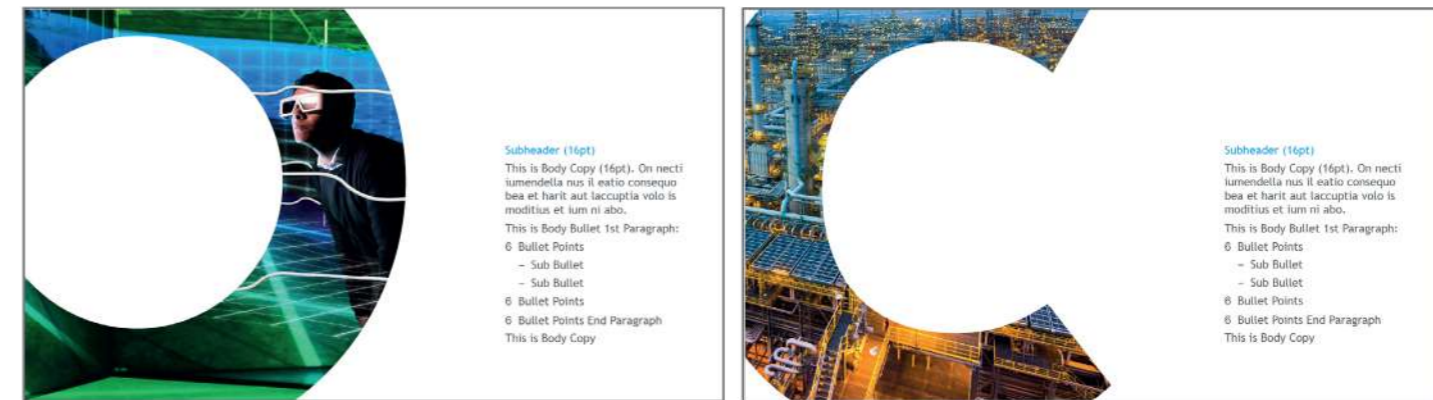 Subheader (16pt)
This is Body Copy (16pt). On necti
iumendella nus il eatio consequo
bea et harit aut laccuptia volo is
moditius et ium ni abo.
This is Body Bullet 1st Paragraph:
6 Bullet Points
– Sub Bullet
– Sub Bullet
6 Bullet Points
6 Bullet Points End Paragraph
This is Body Copy
Subheader (16pt)
This is Body Copy (16pt). On necti
iumendella nus il eatio consequo
bea et harit aut laccuptia volo is
moditius et ium ni abo.
This is Body Bullet 1st Paragraph:
6 Bullet Points
– Sub Bullet
– Sub Bullet
6 Bullet Points
6 Bullet Points End Paragraph
This is Body Copy